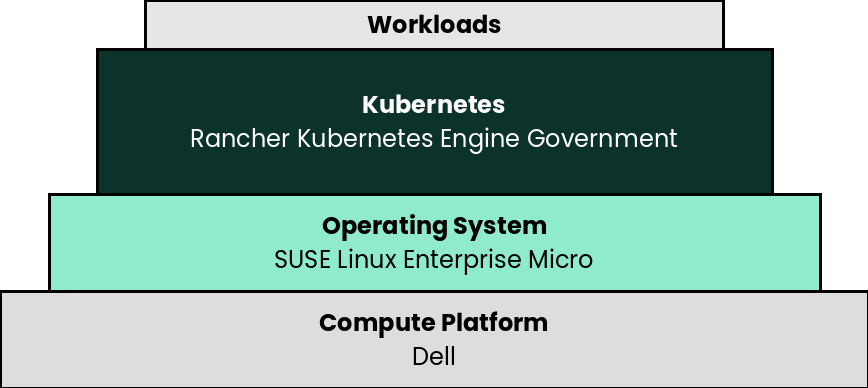 Workloads
Kubernetes
Rancher Kubernetes Engine Government
Operating System
SUSE Linux Enterprise Micro
Compute Platform
Dell